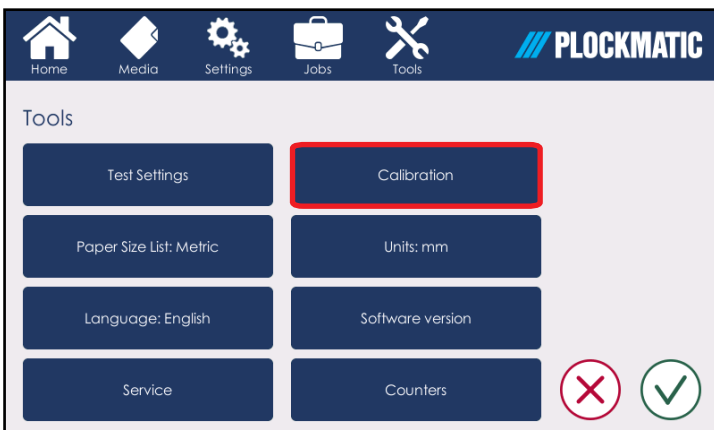 Home Media Settings Jobs Tools
PLOCKMATIC
Tools
Test Settings
Calibration
Paper Size List: Metric
Units: mm
Language: English
Software version
Service
Counters